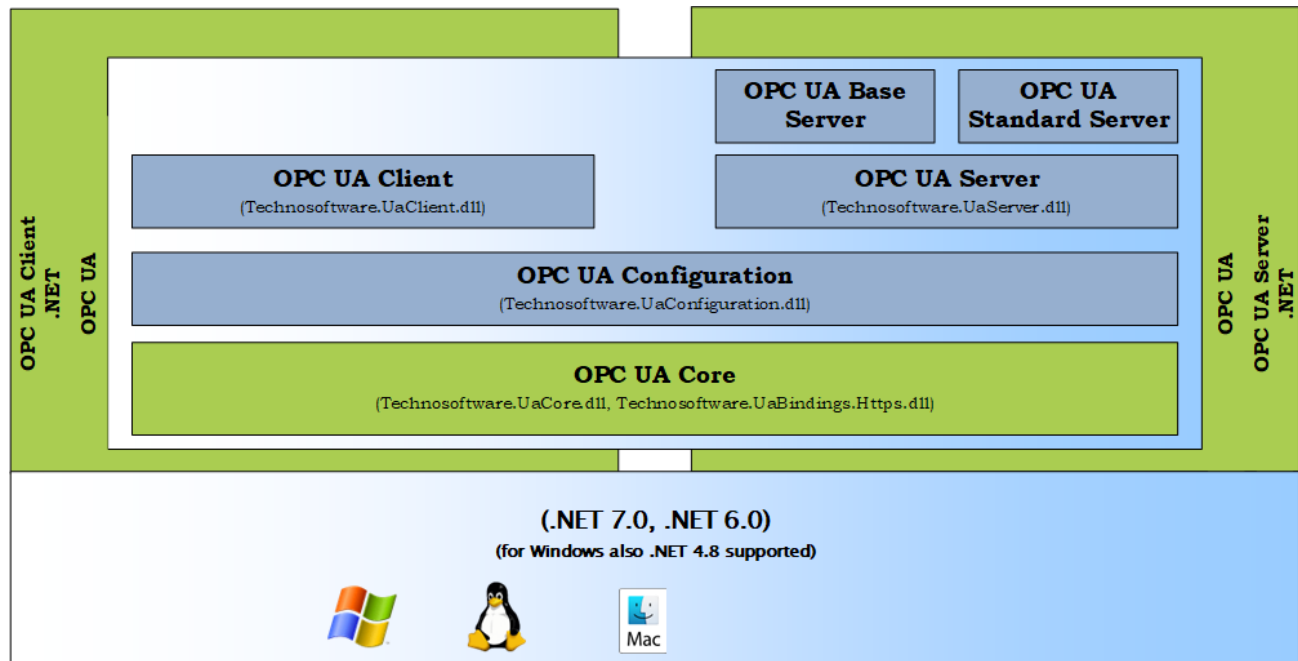 OPC UA Base
Server
OPC UA
Standard Server
OPC UA Client
(Technosoftware.UaClient.dll)
OPC UA Server
(Technosoftware.UaServer.dll)
OPC UA Client
.NET
OPC UA
OPC UA Configuration
(Technosoftware.UaConfiguration.dll)
OPC UA
OPC UA Server
.NET
OPC UA Core
(Technosoftware.UaCore.dll, Technosoftware.UaBindings.Https.dll)
(.NET 7.0, .NET 6.0)
(for Windows also .NET 4.8 supported)
Mac